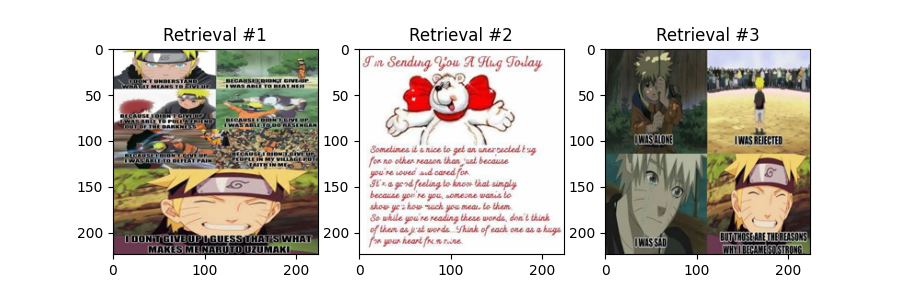 Retrieval #1
Retrieval #2
Retrieval #3
0
50
100
150
200
0
100
200
I DON'T UNDERSTAND
WHAT IT MEANS TO GIVE UP
BECAUSE I DIDN'T GIVE UP
I WAS ABLE TO BEAT NEJI
BECAUSE I DIDN'T GIVE UP
I WAS ABLE TO PULL A FRIEND
OUT OF THE DARKNESS
BECAUSE I DIDN'T GIVE UP
I WAS ABLE TO DO RASENGAN
BECAUSE I DIDN'T GIVE UP
I WAS ABLE TO DEFEAT PAIN
BECAUSE I DIDN'T GIVE UP
PEOPLE IN MY VILLAGE PUT
FAITH IN ME
I DON'T GIVE UP I GUESS THAT'S WHAT
MAKES ME NARUTO UZUMAKI
0
50
100
150
200
0
100
200
I'm Sending You A Hug Today
Sometimes it s nice to get an unexpected hug
for no other reason than just because
you're loved and cared for.
It's a good feeling to know that simply
because you're you, someone wants to
show you how much you mean to them.
So while you're reading these words, don't think
of them as just words...Think of each one as a hug
for your heart from mine.
0
50
100
150
200
0
100
200
I WAS ALONE
I WAS REJECTED
I WAS SAD
BUT THOSE ARE THE REASONS
WHY I BECAME SO STRONG